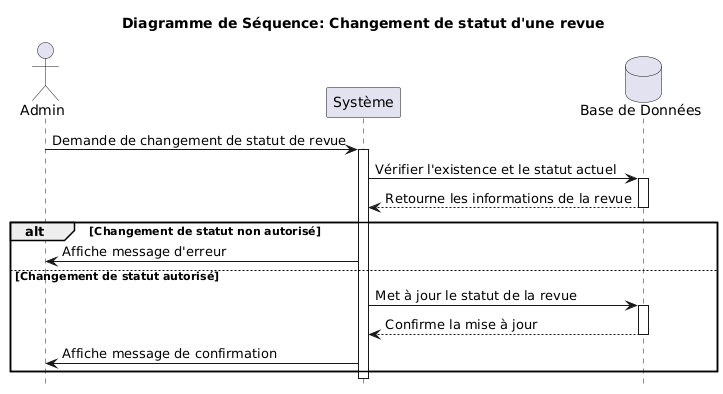 Diagramme de Séquence: Changement de statut d'une revue
Admin
Système
Base de Données
Demande de changement de statut de revue
Vérifier l'existence et le statut actuel
Retourne les informations de la revue
alt [Changement de statut non autorisé]
Affiche message d'erreur
[Changement de statut autorisé]
Met à jour le statut de la revue
Confirme la mise à jour
Affiche message de confirmation